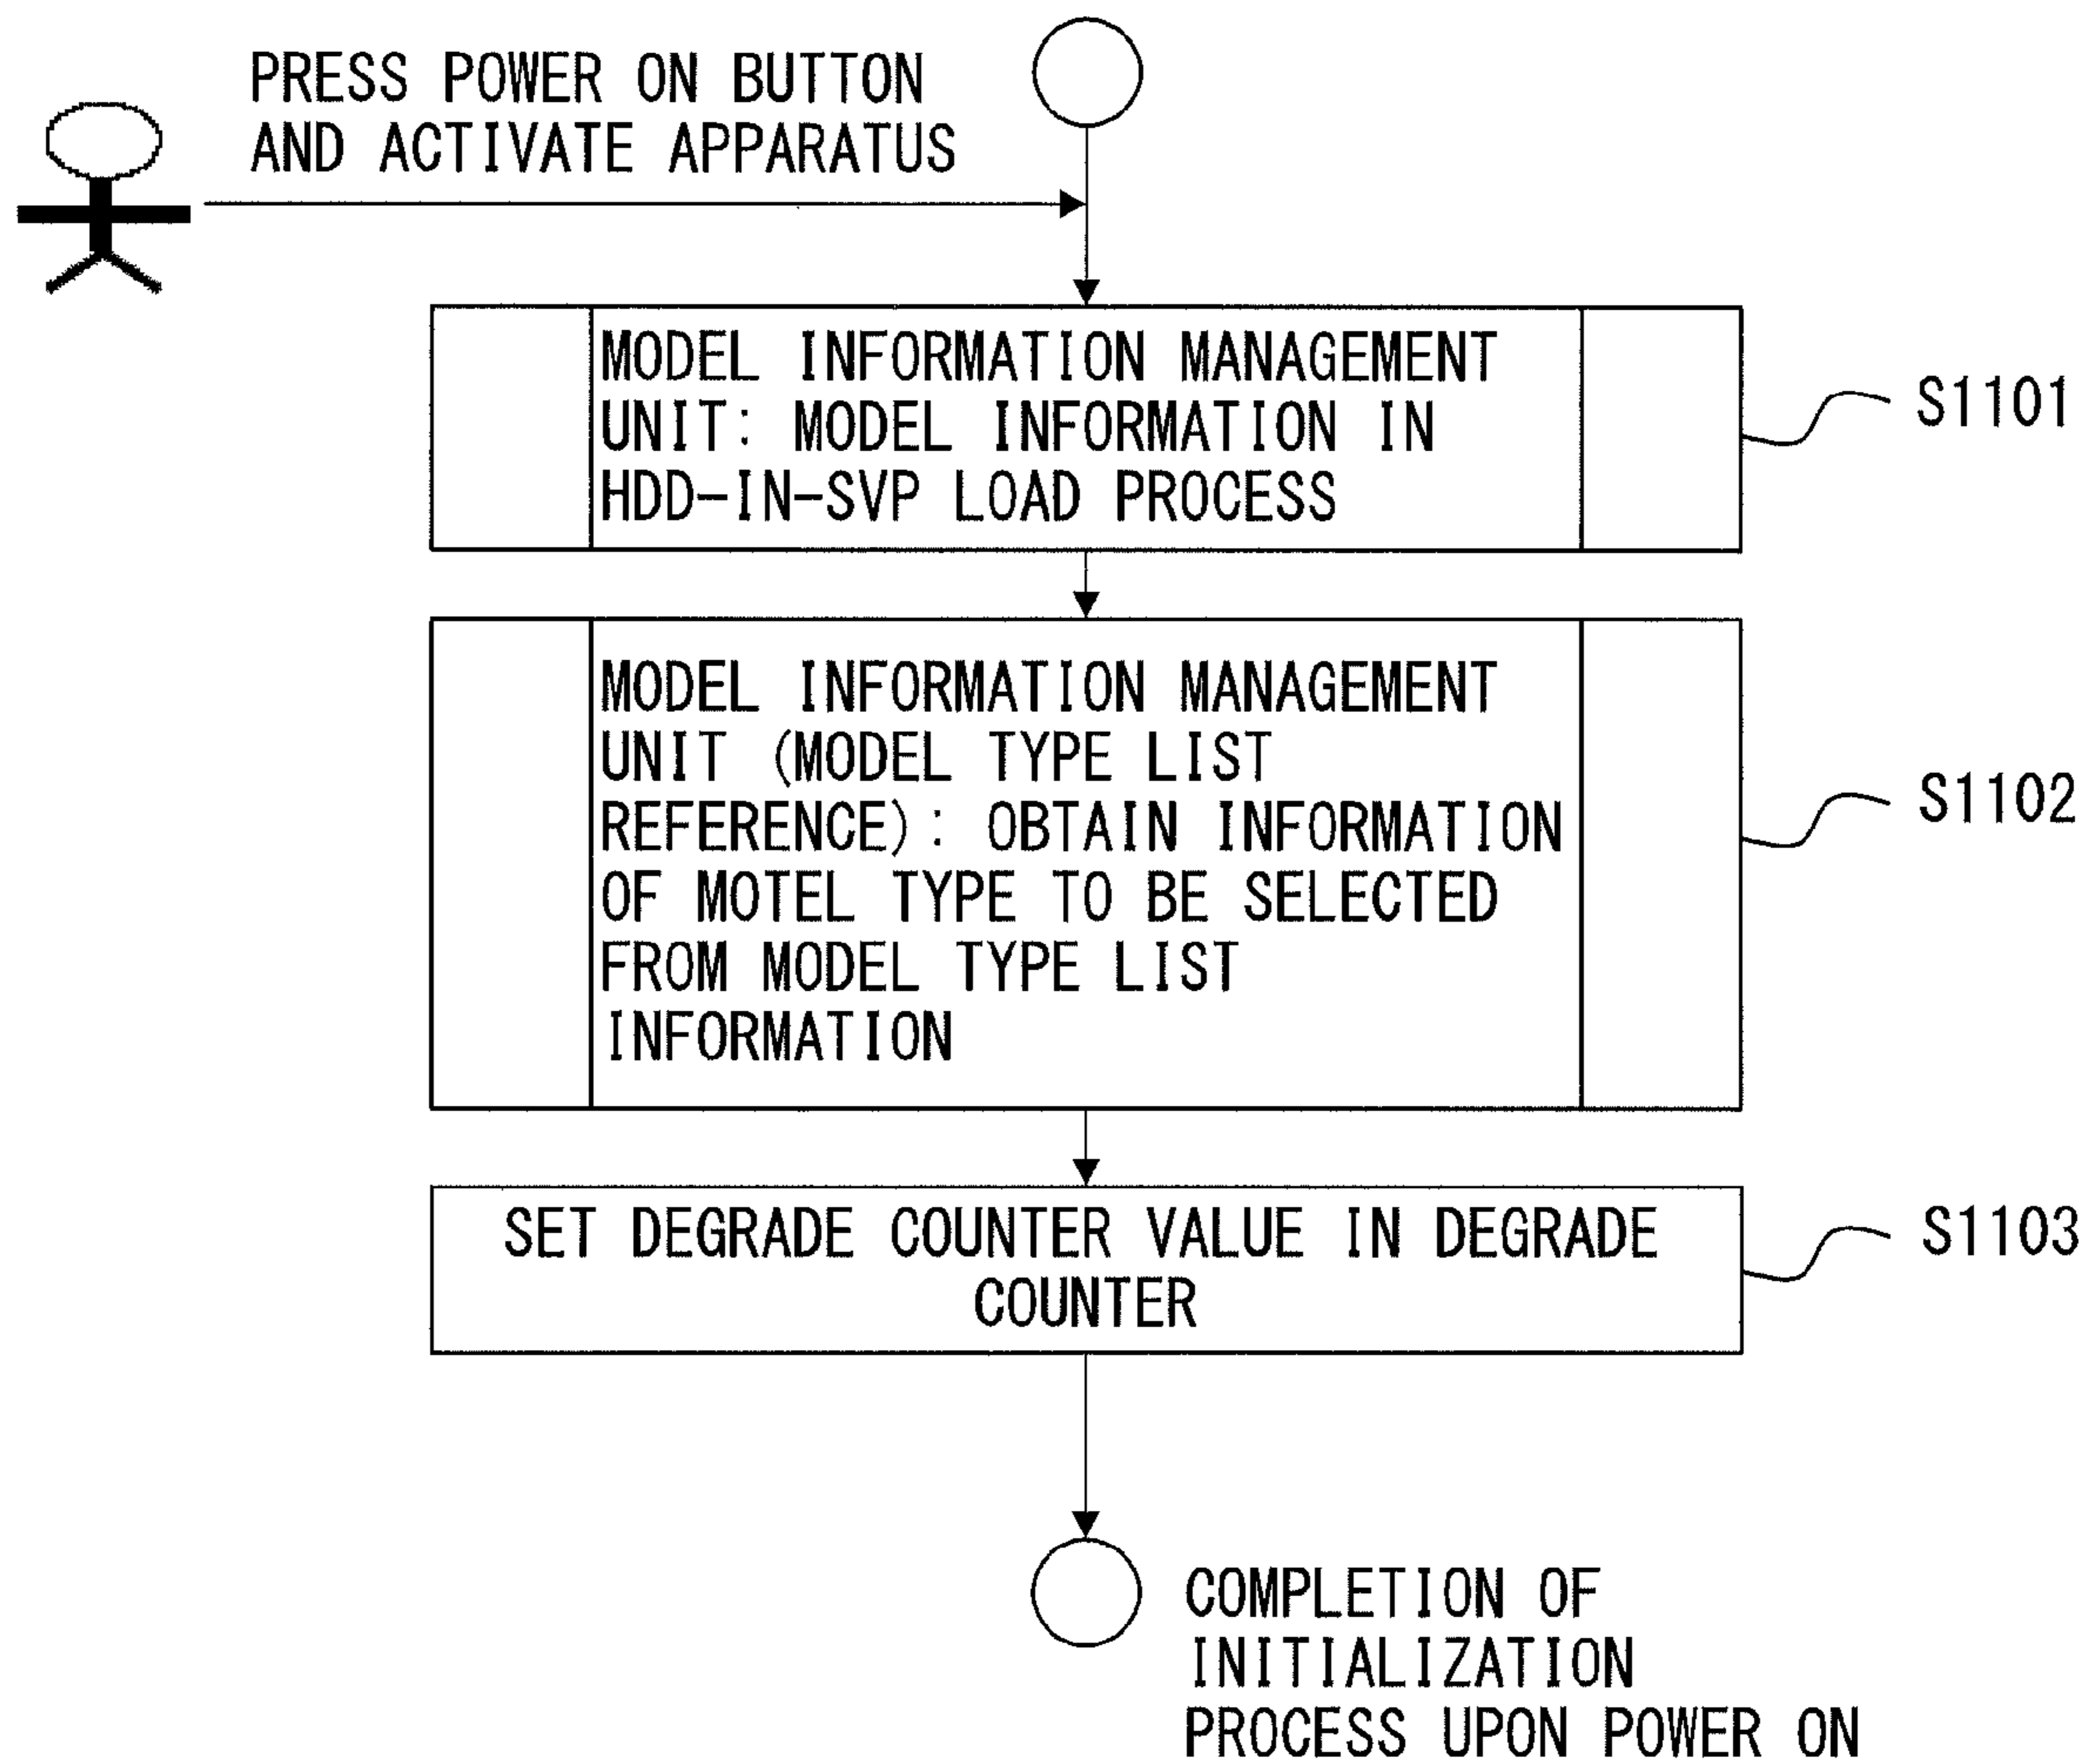 PRESS POWER ON BUTTON
AND ACTIVATE APPARATUS
MODEL INFORMATION MANAGEMENT
UNIT: MODEL INFORMATION IN
HDD-IN-SVP LOAD PROCESS
S1101
MODEL INFORMATION MANAGEMENT
UNIT (MODEL TYPE LIST
REFERENCE): OBTAIN INFORMATION
OF MOTEL TYPE TO BE SELECTED
FROM MODEL TYPE LIST
INFORMATION
S1102
SET DEGRADE COUNTER VALUE IN DEGRADE
COUNTER
S1103
COMPLETION OF
INITIALIZATION
PROCESS UPON POWER ON